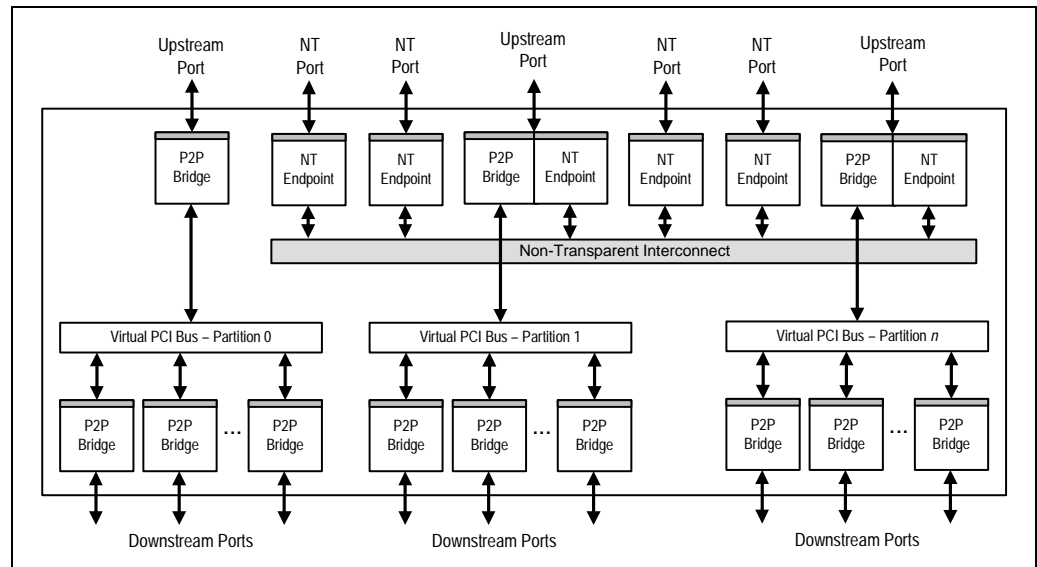 Upstream
Port
NT
Port
NT
Port
Upstream
Port
NT
Port
NT
Port
Upstream
Port
P2P
Bridge
NT
Endpoint
NT
Endpoint
P2P
Bridge
NT
Endpoint
NT
Endpoint
NT
Endpoint
P2P
Bridge
NT
Endpoint
Non-Transparent Interconnect
Virtual PCI Bus – Partition 0
Virtual PCI Bus – Partition 1
Virtual PCI Bus – Partition n
P2P
Bridge
P2P
Bridge
...
P2P
Bridge
P2P
Bridge
P2P
Bridge
...
P2P
Bridge
P2P
Bridge
P2P
Bridge
...
P2P
Bridge
Downstream Ports
Downstream Ports
Downstream Ports